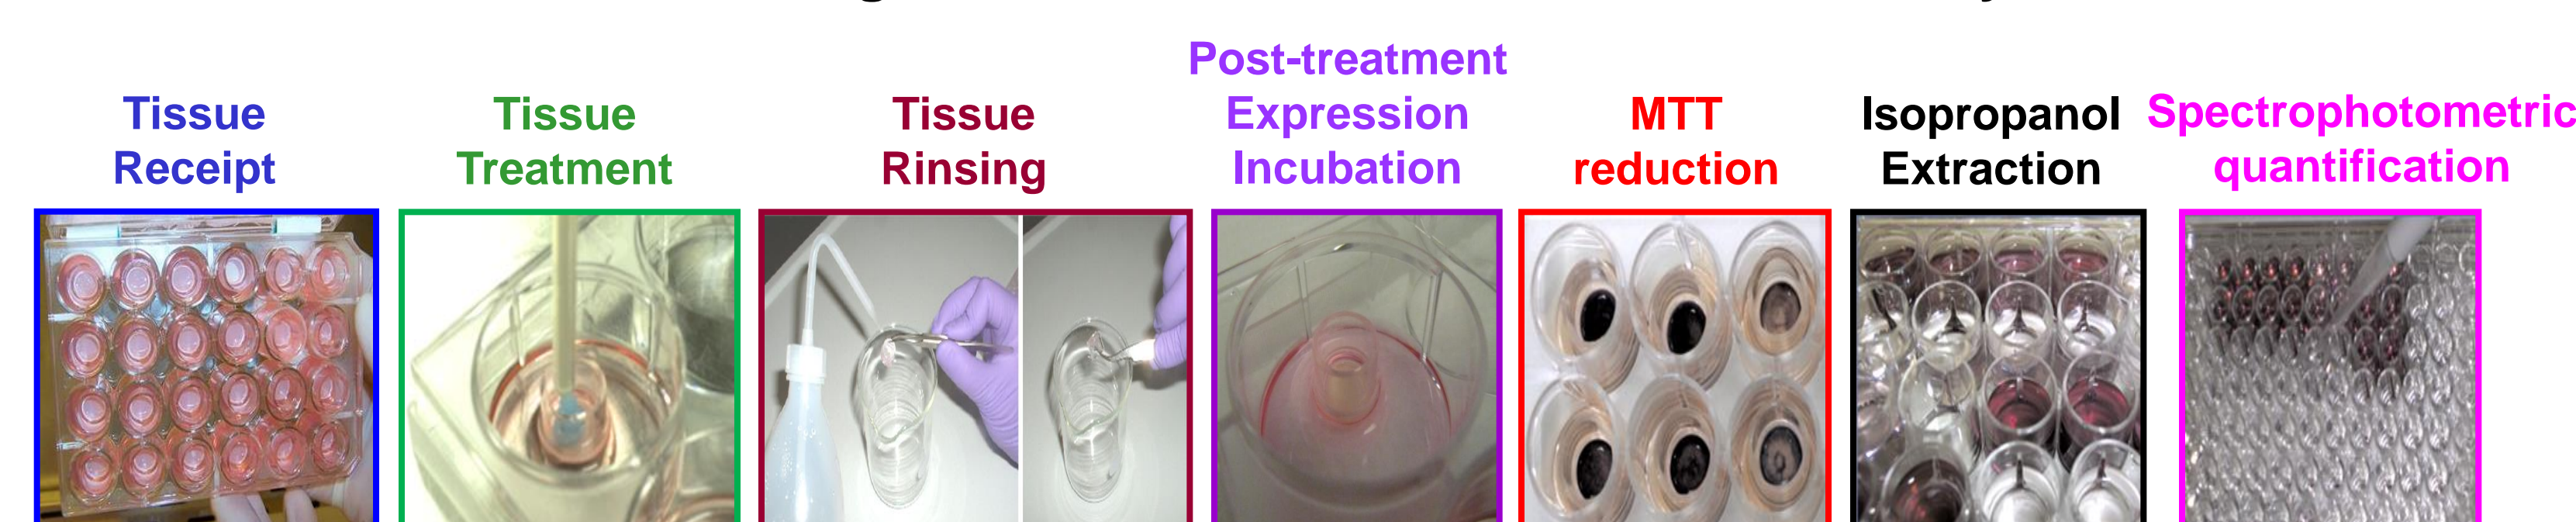 Tissue
Receipt
Tissue
Treatment
Tissue
Rinsing
Post-treatment
Expression
Incubation
MTT
reduction
Isopropanol
Extraction
Spectrophotometric
quantification